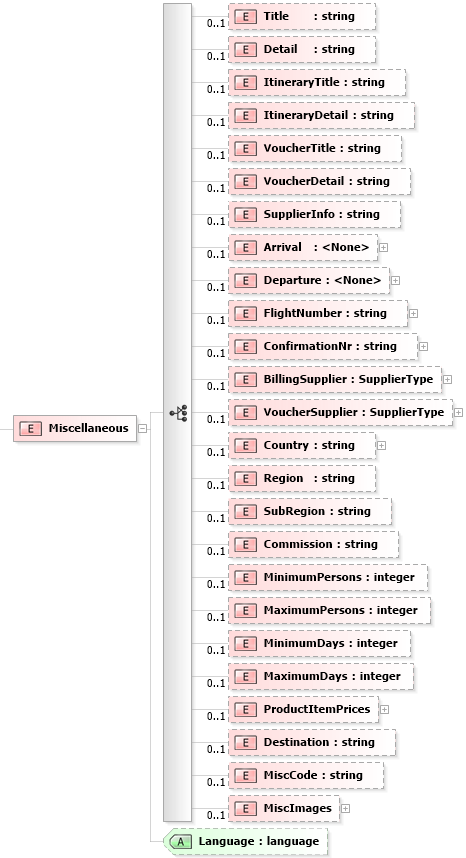 E Title : string
0..1
E Detail : string
0..1
E ItineraryTitle : string
0..1
E ItineraryDetail : string
0..1
E VoucherTitle : string
0..1
E VoucherDetail : string
0..1
E SupplierInfo : string
0..1
E Arrival : <None>
0..1
E Departure : <None>
0..1
E FlightNumber : string
0..1
E ConfirmationNr : string
0..1
E BillingSupplier : SupplierType
0..1
E Miscellaneous
E VoucherSupplier : SupplierType
0..1
E Country : string
0..1
E Region : string
0..1
E SubRegion : string
0..1
E Commission : string
0..1
E MinimumPersons : integer
0..1
E MaximumPersons : integer
0..1
E MinimumDays : integer
0..1
E MaximumDays : integer
0..1
E ProductItemPrices
0..1
E Destination : string
0..1
E MiscCode : string
0..1
E MiscImages
0..1
A Language : language